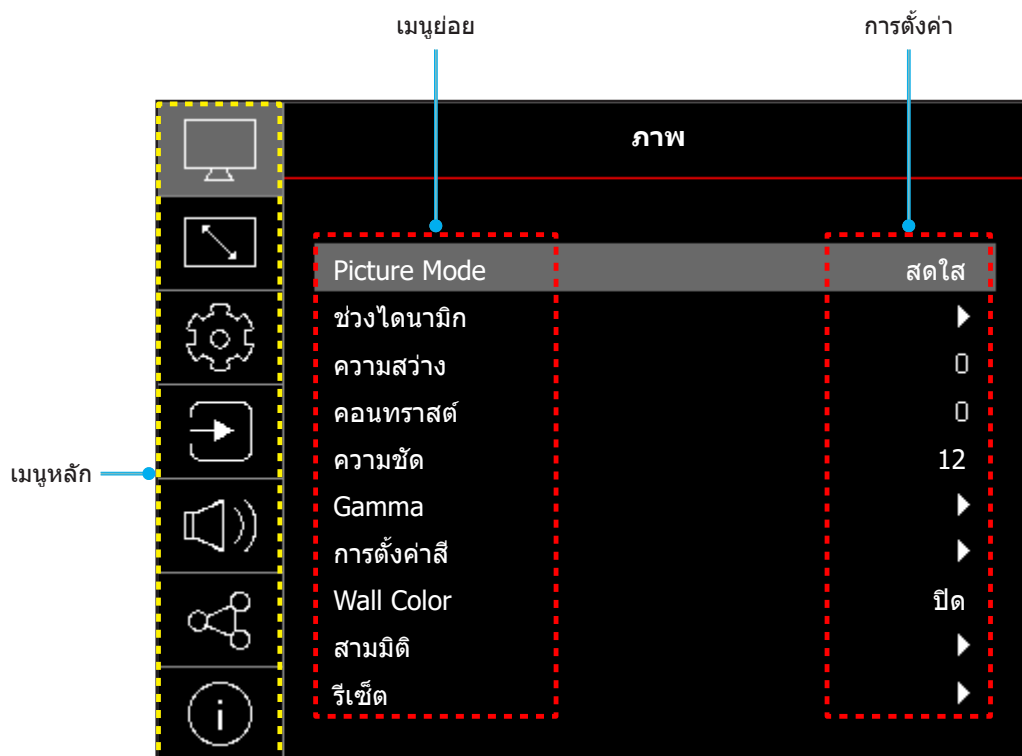 เมนูย่อย การตั้งค่า
ภาพ
Picture Mode สดใส
ช่วงไดนามิก
ความสว่าง 0
คอนทราสต์ 0
ความชัด 12
เมนูหลัก
Gamma
การตั้งค่าสี
Wall Color ปิด
สามมิติ
รีเซ็ต